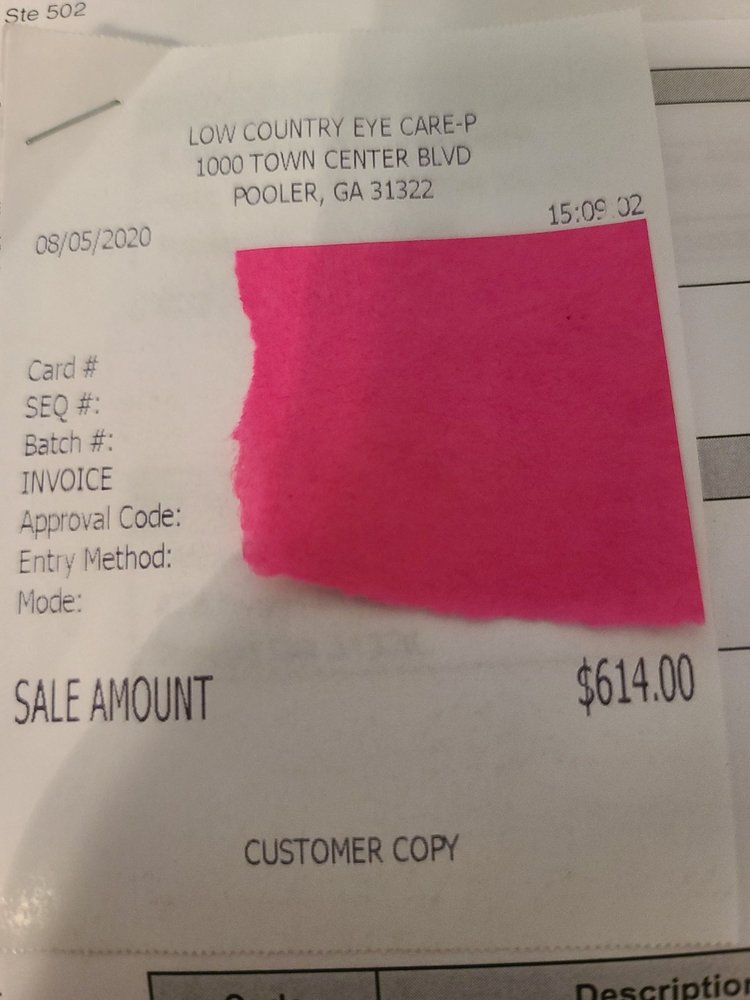 Ste 502
LOW COUNTRY EYE CARE-P
1000 TOWN CENTER BLVD
POOLER, GA 31322
08/05/2020 15:09:02
Card #
SEQ #:
Batch #:
INVOICE
Approval Code:
Entry Method:
Mode:
SALE AMOUNT $614.00
CUSTOMER COPY
Description